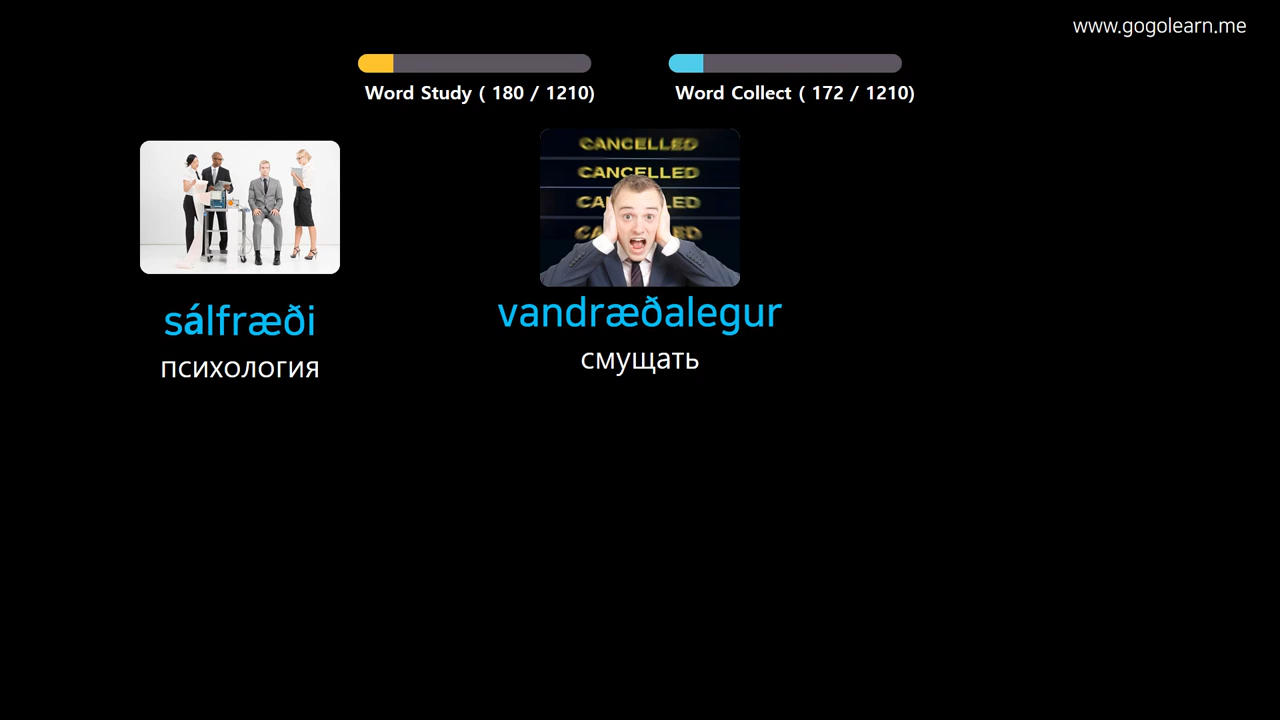 www.gogolearn.me
Word Study ( 180 / 1210)
Word Collect ( 172 / 1210)
CANCELLED
CANCELLED
sálfræði
психология
vandræðalegur
смущать